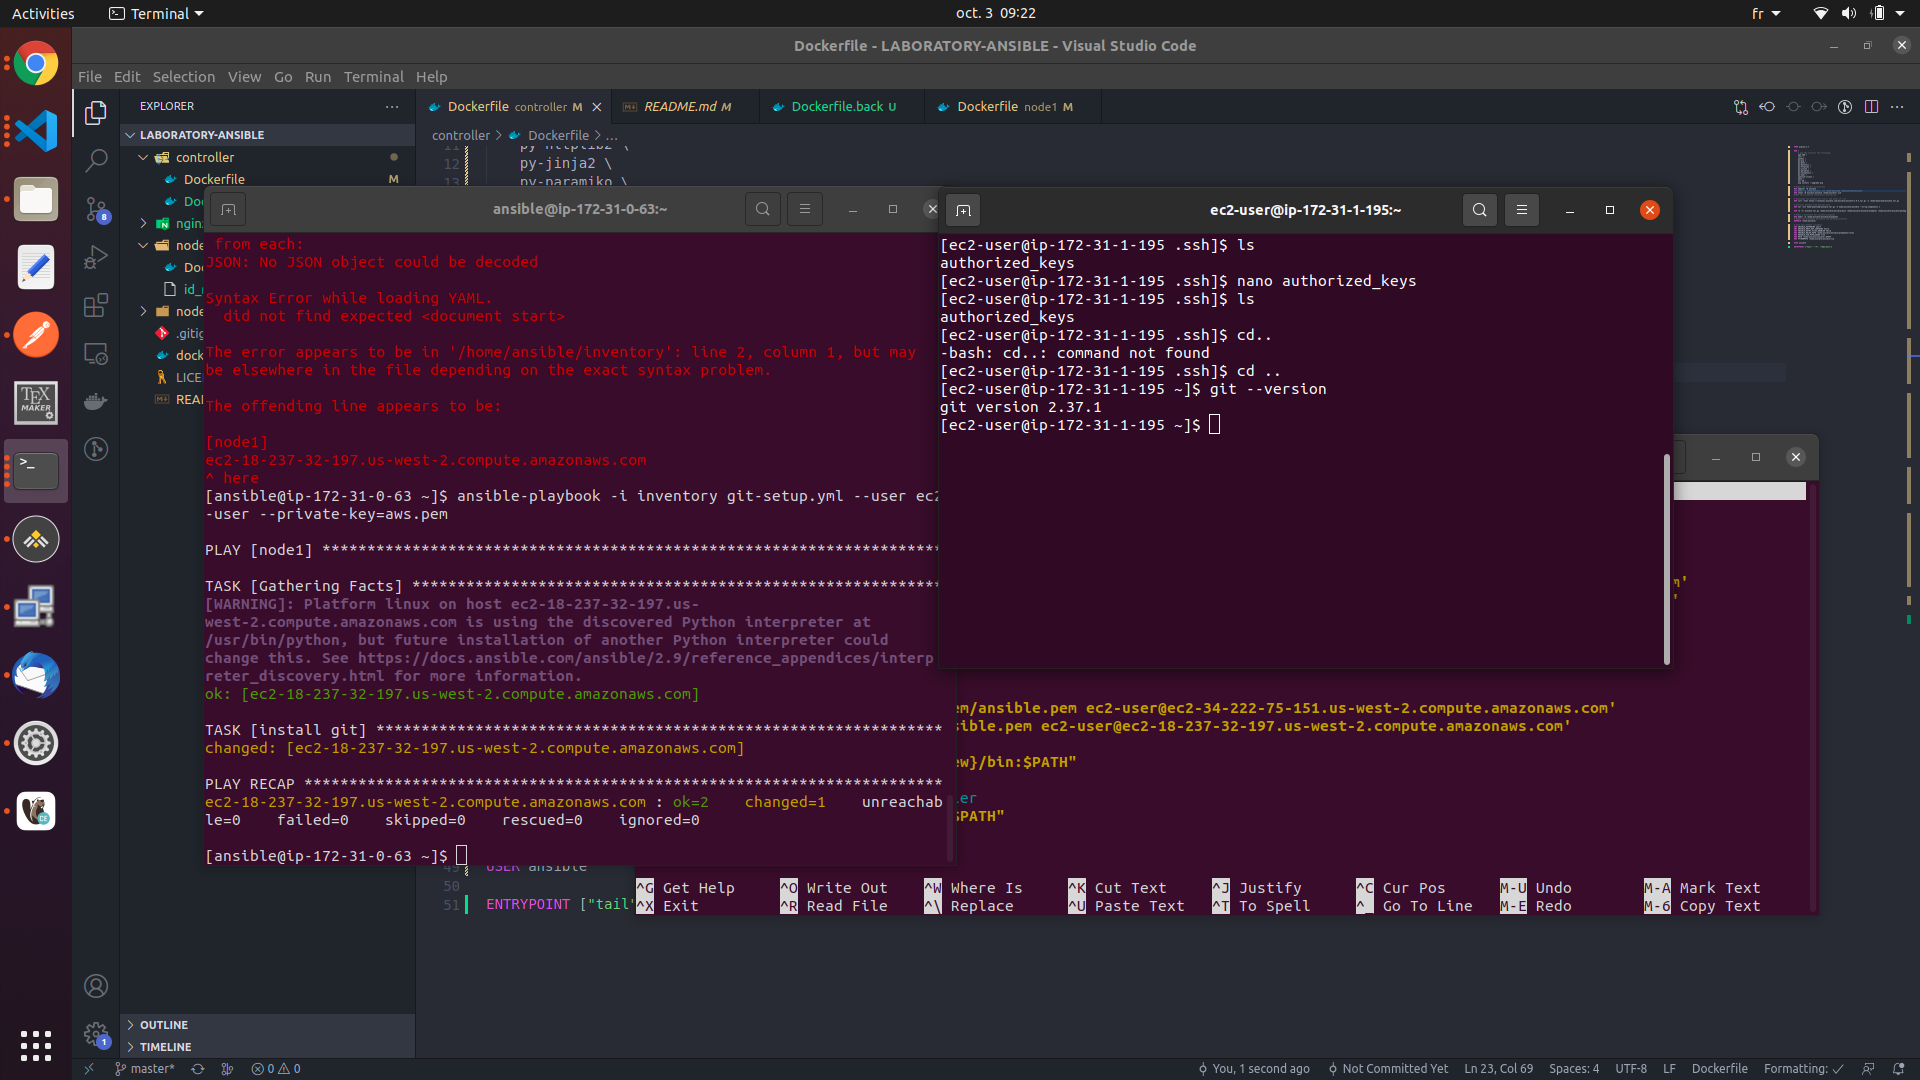 Activities
Terminal
oct. 3 09:22
fr
Dockerfile - LABORATORY-ANSIBLE - Visual Studio Code
File Edit Selection View Go Run Terminal Help
EXPLORER
Dockerfile controller M
README.md M
Dockerfile.back U
Dockerfile node1 M
LABORATORY-ANSIBLE
controller > Dockerfile > ...
controller
Dockerfile M
12 py-jinja2 \
13 py-paramiko \
8
ansible@ip-172-31-0-63:~
from each:
JSON: No JSON object could be decoded
Syntax Error while loading YAML.
did not find expected <document start>
The error appears to be in '/home/ansible/inventory': line 2, column 1, but may
be elsewhere in the file depending on the exact syntax problem.
The offending line appears to be:
[node1]
ec2-18-237-32-197.us-west-2.compute.amazonaws.com
^ here
[ansible@ip-172-31-0-63 ~]$ ansible-playbook -i inventory git-setup.yml --user ec2
-user --private-key=aws.pem
PLAY [node1] *********************************************************************
TASK [Gathering Facts] ***********************************************************
[WARNING]: Platform linux on host ec2-18-237-32-197.us-
west-2.compute.amazonaws.com is using the discovered Python interpreter at
/usr/bin/python, but future installation of another Python interpreter could
change this. See https://docs.ansible.com/ansible/2.9/reference_appendices/interp
reter_discovery.html for more information.
ok: [ec2-18-237-32-197.us-west-2.compute.amazonaws.com]
TASK [install git] ***************************************************************
changed: [ec2-18-237-32-197.us-west-2.compute.amazonaws.com]
PLAY RECAP ***********************************************************************
ec2-18-237-32-197.us-west-2.compute.amazonaws.com : ok=2 changed=1 unreachab
le=0 failed=0 skipped=0 rescued=0 ignored=0
[ansible@ip-172-31-0-63 ~]$
ec2-user@ip-172-31-1-195:~
[ec2-user@ip-172-31-1-195 .ssh]$ ls
authorized_keys
[ec2-user@ip-172-31-1-195 .ssh]$ nano authorized_keys
[ec2-user@ip-172-31-1-195 .ssh]$ ls
authorized_keys
[ec2-user@ip-172-31-1-195 .ssh]$ cd..
-bash: cd..: command not found
[ec2-user@ip-172-31-1-195 .ssh]$ cd ..
[ec2-user@ip-172-31-1-195 ~]$ git --version
git version 2.37.1
[ec2-user@ip-172-31-1-195 ~]$
em/ansible.pem ec2-user@ec2-34-222-75-151.us-west-2.compute.amazonaws.com'
sible.pem ec2-user@ec2-18-237-32-197.us-west-2.compute.amazonaws.com'
ew}/bin:$PATH"
ler
$PATH"
USER ansible
50
51 ENTRYPOINT ["tail"
^G Get Help ^O Write Out ^W Where Is ^K Cut Text ^J Justify ^C Cur Pos M-U Undo M-A Mark Text
^X Exit ^R Read File ^\ Replace ^U Paste Text ^T To Spell ^_ Go To Line M-E Redo M-6 Copy Text
TEX
MAKER
CE
1
OUTLINE
TIMELINE
master* 0 0 You, 1 second ago Not Committed Yet Ln 23, Col 69 Spaces: 4 UTF-8 LF Dockerfile Formatting: ✓